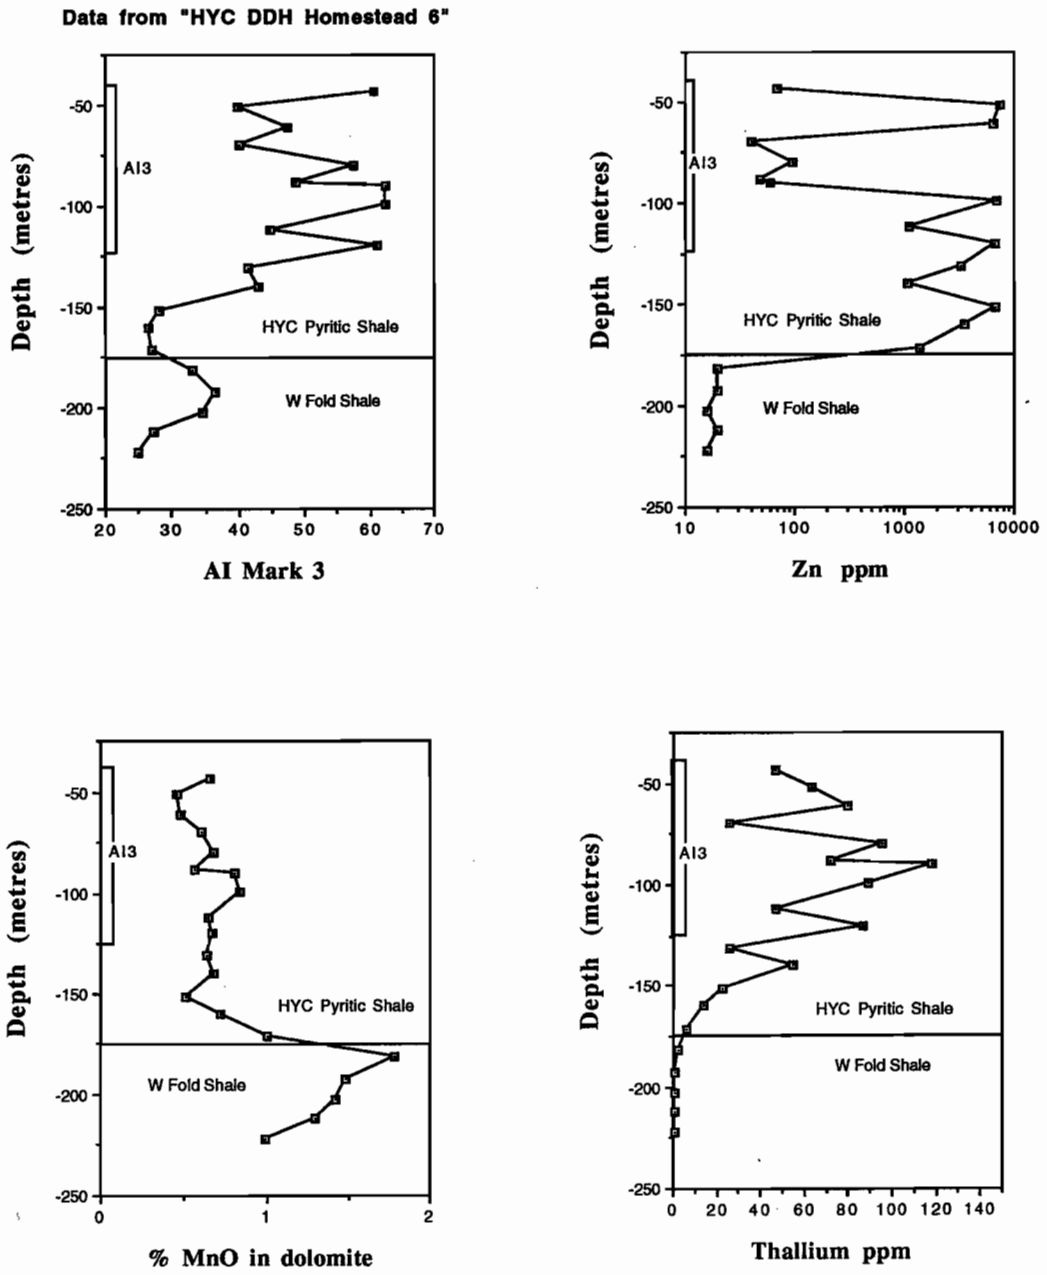 Data from "HYC DDH Homestead 6"
-50
-100
-150
-200
-250
20 30 40 50 60 70
AI3
HYC Pyritic Shale
W Fold Shale
Depth (metres)
AI Mark 3
-50
-100
-150
-200
-250
10 100 1000 10000
AI3
HYC Pyritic Shale
W Fold Shale
Depth (metres)
Zn ppm
-50
-100
-150
-200
-250
0 1 2
AI3
HYC Pyritic Shale
W Fold Shale
Depth (metres)
% MnO in dolomite
-50
-100
-150
-200
-250
0 20 40 60 80 100 120 140
AI3
HYC Pyritic Shale
W Fold Shale
Depth (metres)
Thallium ppm